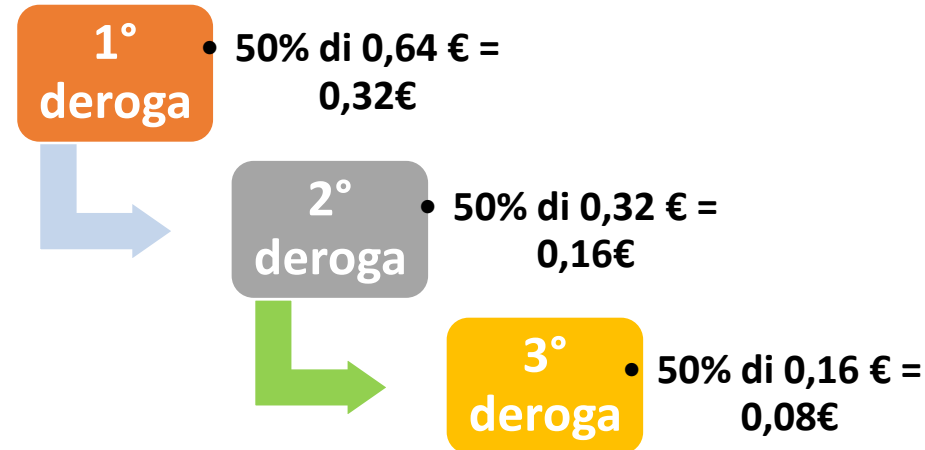 1°
deroga
• 50% di 0,64 € =
0,32€
2°
deroga
• 50% di 0,32 € =
0,16€
3°
deroga
• 50% di 0,16 € =
0,08€